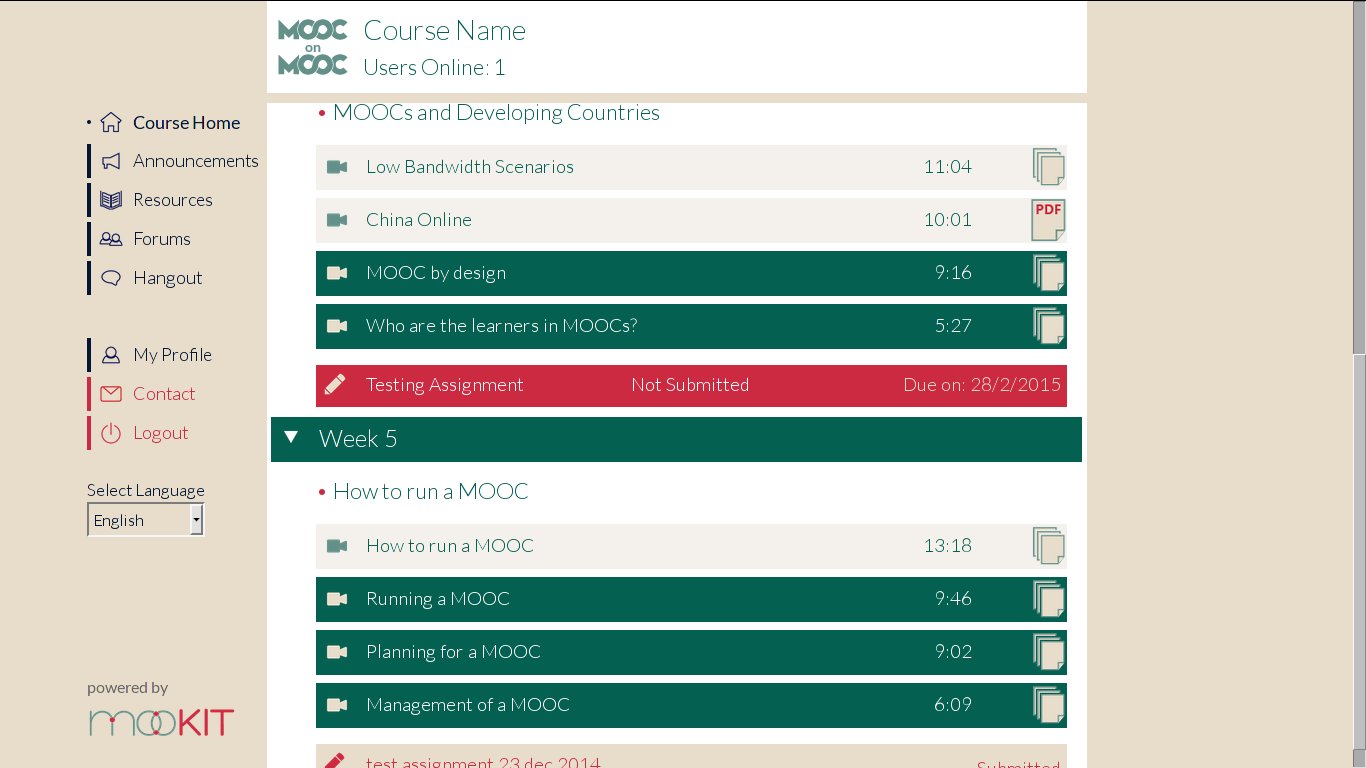 MOOC
on
MOOC
Course Name
Users Online: 1
Course Home
Announcements
Resources
Forums
Hangout
My Profile
Contact
Logout
Select Language
English
powered by
mooKIT
MOOCs and Developing Countries
Low Bandwidth Scenarios 11:04
China Online 10:01 PDF
MOOC by design 9:16
Who are the learners in MOOCs? 5:27
Testing Assignment Not Submitted Due on: 28/2/2015
Week 5
How to run a MOOC
How to run a MOOC 13:18
Running a MOOC 9:46
Planning for a MOOC 9:02
Management of a MOOC 6:09
test assignment 23 dec 2014 Submitted